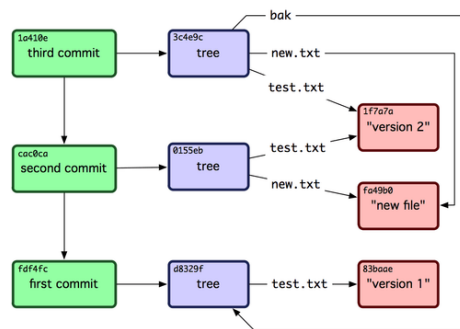 bak
1a410e
third commit
3c4e9c
tree
new.txt
test.txt
1f7a7a
"version 2"
cac0ca
second commit
0155eb
tree
test.txt
new.txt
fa49b0
"new file"
fdf4fc
first commit
d8329f
tree
test.txt
83baae
"version 1"